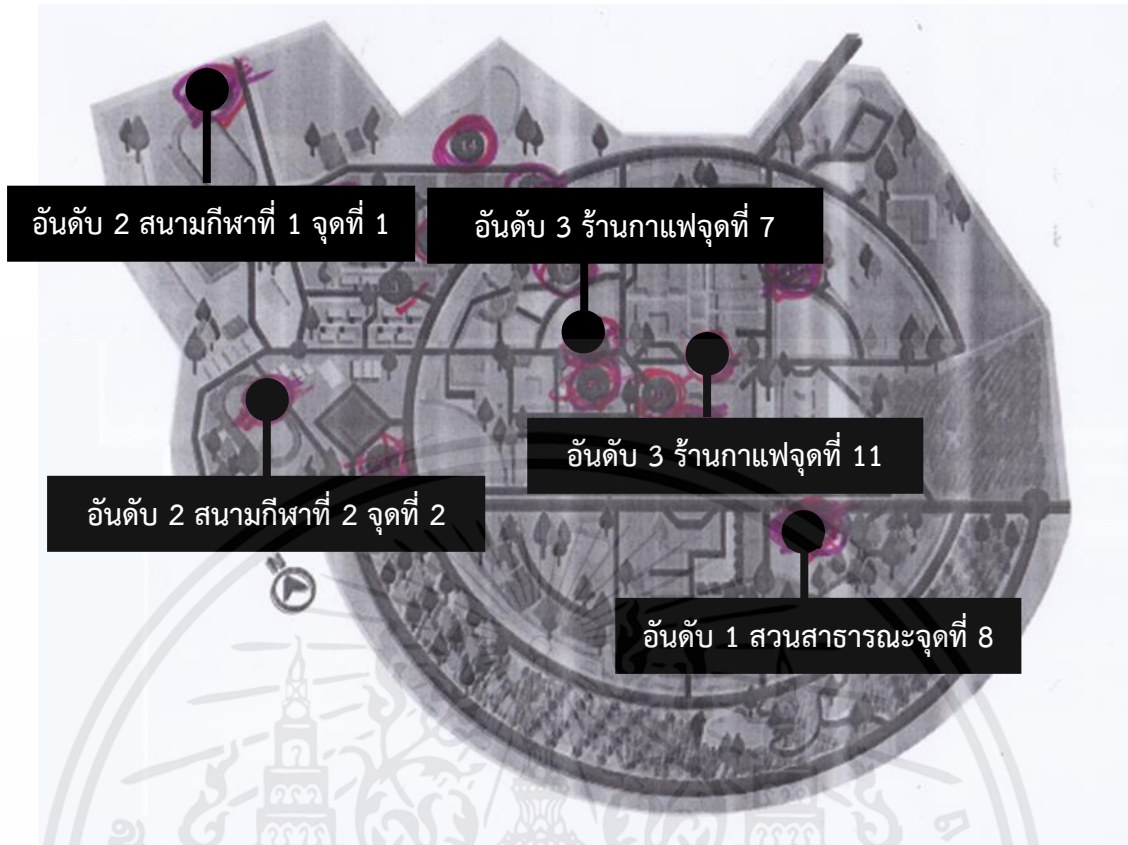 14
อันดับ 2 สนามกีฬาที่ 1 จุดที่ 1
อันดับ 3 ร้านกาแฟจุดที่ 7
อันดับ 3 ร้านกาแฟจุดที่ 11
อันดับ 2 สนามกีฬาที่ 2 จุดที่ 2
อันดับ 1 สวนสาธารณะจุดที่ 8